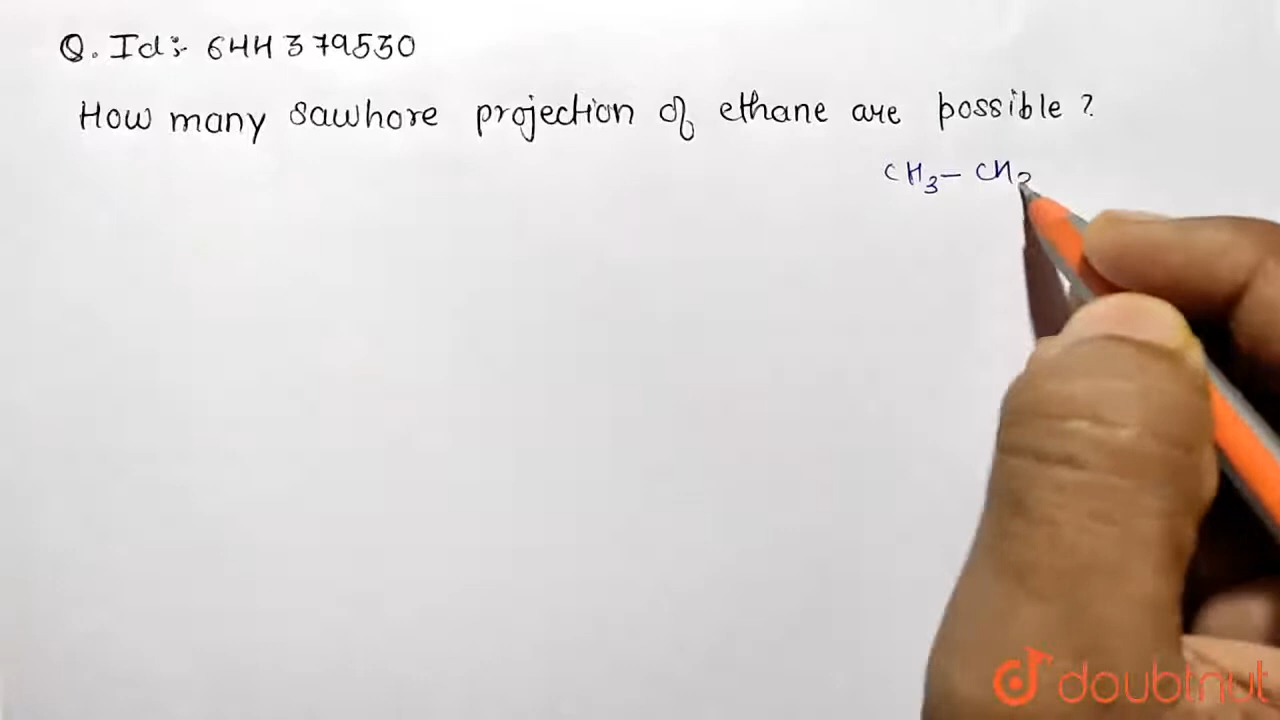 Q. Id:- 644379530
How many sawhore projection of ethane are possible ?
CH3 - CH3
doubtnut